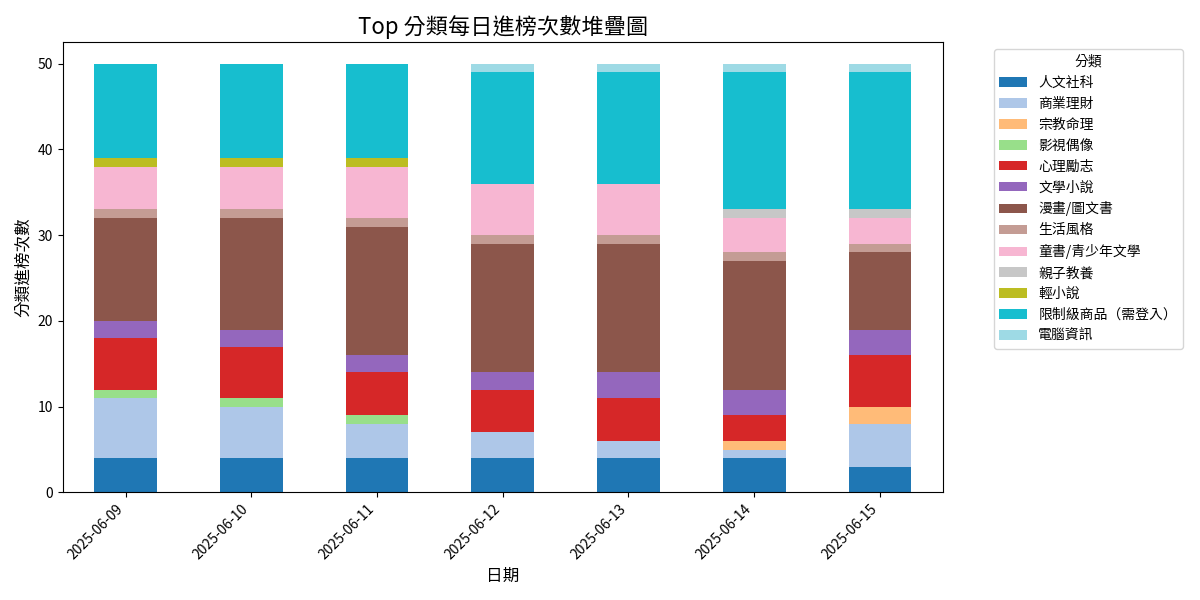 Top 分類每日進榜次數堆疊圖
分類進榜次數
50
40
30
20
10
0
2025-06-09
2025-06-10
2025-06-11
2025-06-12
2025-06-13
2025-06-14
2025-06-15
日期
分類
人文社科
商業理財
宗教命理
影視偶像
心理勵志
文學小說
漫畫/圖文書
生活風格
童書/青少年文學
親子教養
輕小說
限制級商品（需登入）
電腦資訊